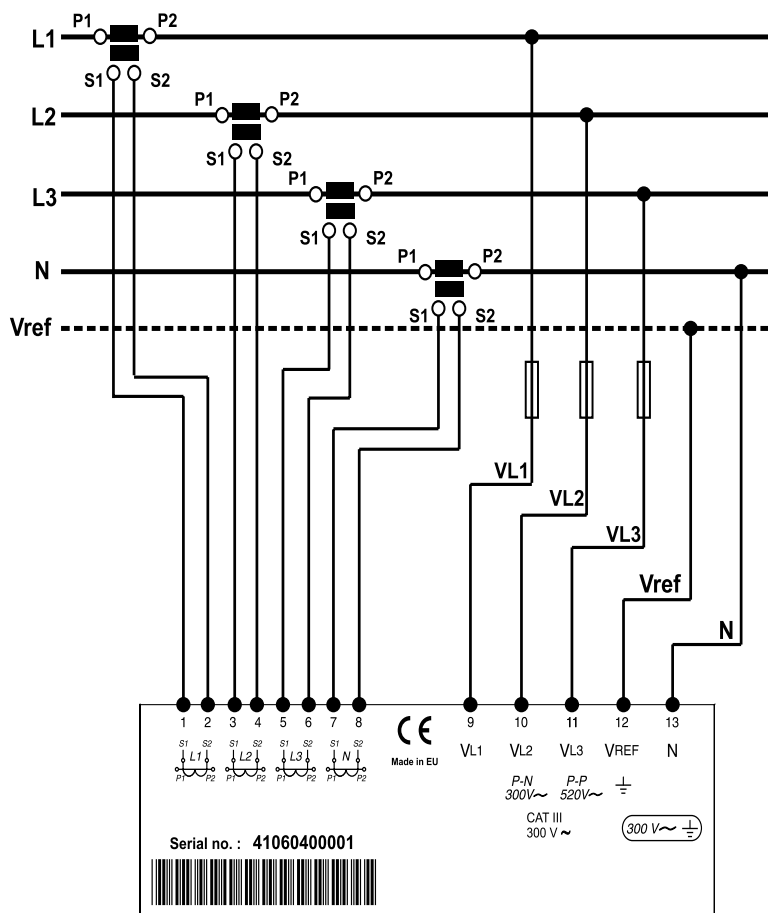 P1 P2
L1
S1 S2
P1 P2
L2
S1 S2
P1 P2
L3
S1 S2
P1 P2
N
S1 S2
Vref
VL1
VL2
VL3
Vref
N
1 2 3 4 5 6 7 8 9 10 11 12 13
S1 S2 S1 S2 S1 S2 S1 S2
L1 L2 L3 N
P1 P2 P1 P2 P1 P2 P1 P2
CE
Made in EU
VL1 VL2 VL3 VREF N
P-N P-P
300V~ 520V~
CAT III
300 V ~
300 V~
Serial no. : 41060400001